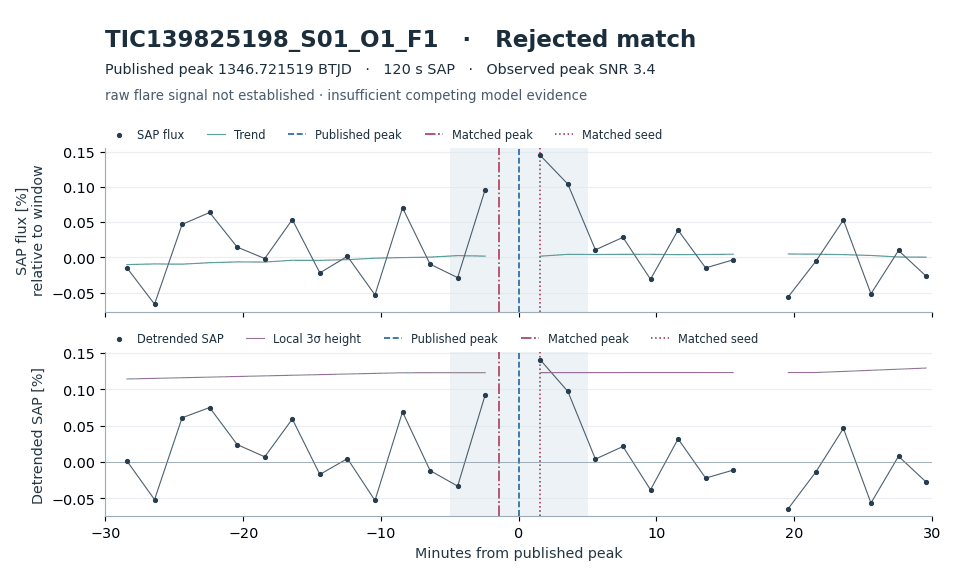 TIC139825198_S01_O1_F1 · Rejected match
Published peak 1346.721519 BTJD · 120 s SAP · Observed peak SNR 3.4
raw flare signal not established · insufficient competing model evidence
SAP flux Trend Published peak Matched peak Matched seed
SAP flux [%]
relative to window
0.15
0.10
0.05
0.00
−0.05
Detrended SAP Local 3σ height Published peak Matched peak Matched seed
Detrended SAP [%]
0.15
0.10
0.05
0.00
−0.05
−30 −20 −10 0 10 20 30
Minutes from published peak